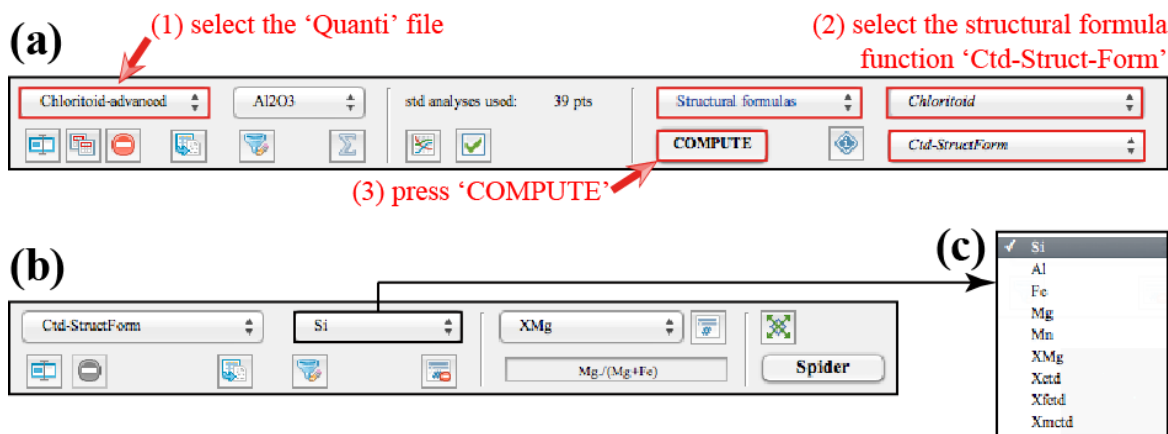 (a)
(1) select the ‘Quanti’ file
(2) select the structural formula
function ‘Ctd-Struct-Form’
Chloritoid-advanced
Al2O3
std analyses used: 39 pts
Structural formulas
Chloritoid
COMPUTE
Ctd-StructForm
(3) press ‘COMPUTE’
(b)
Ctd-StructForm
Si
XMg
Mg./(Mg+Fe)
Spider
(c)
✓ Si
Al
Fe
Mg
Mn
XMg
Xctd
Xfctd
Xmctd